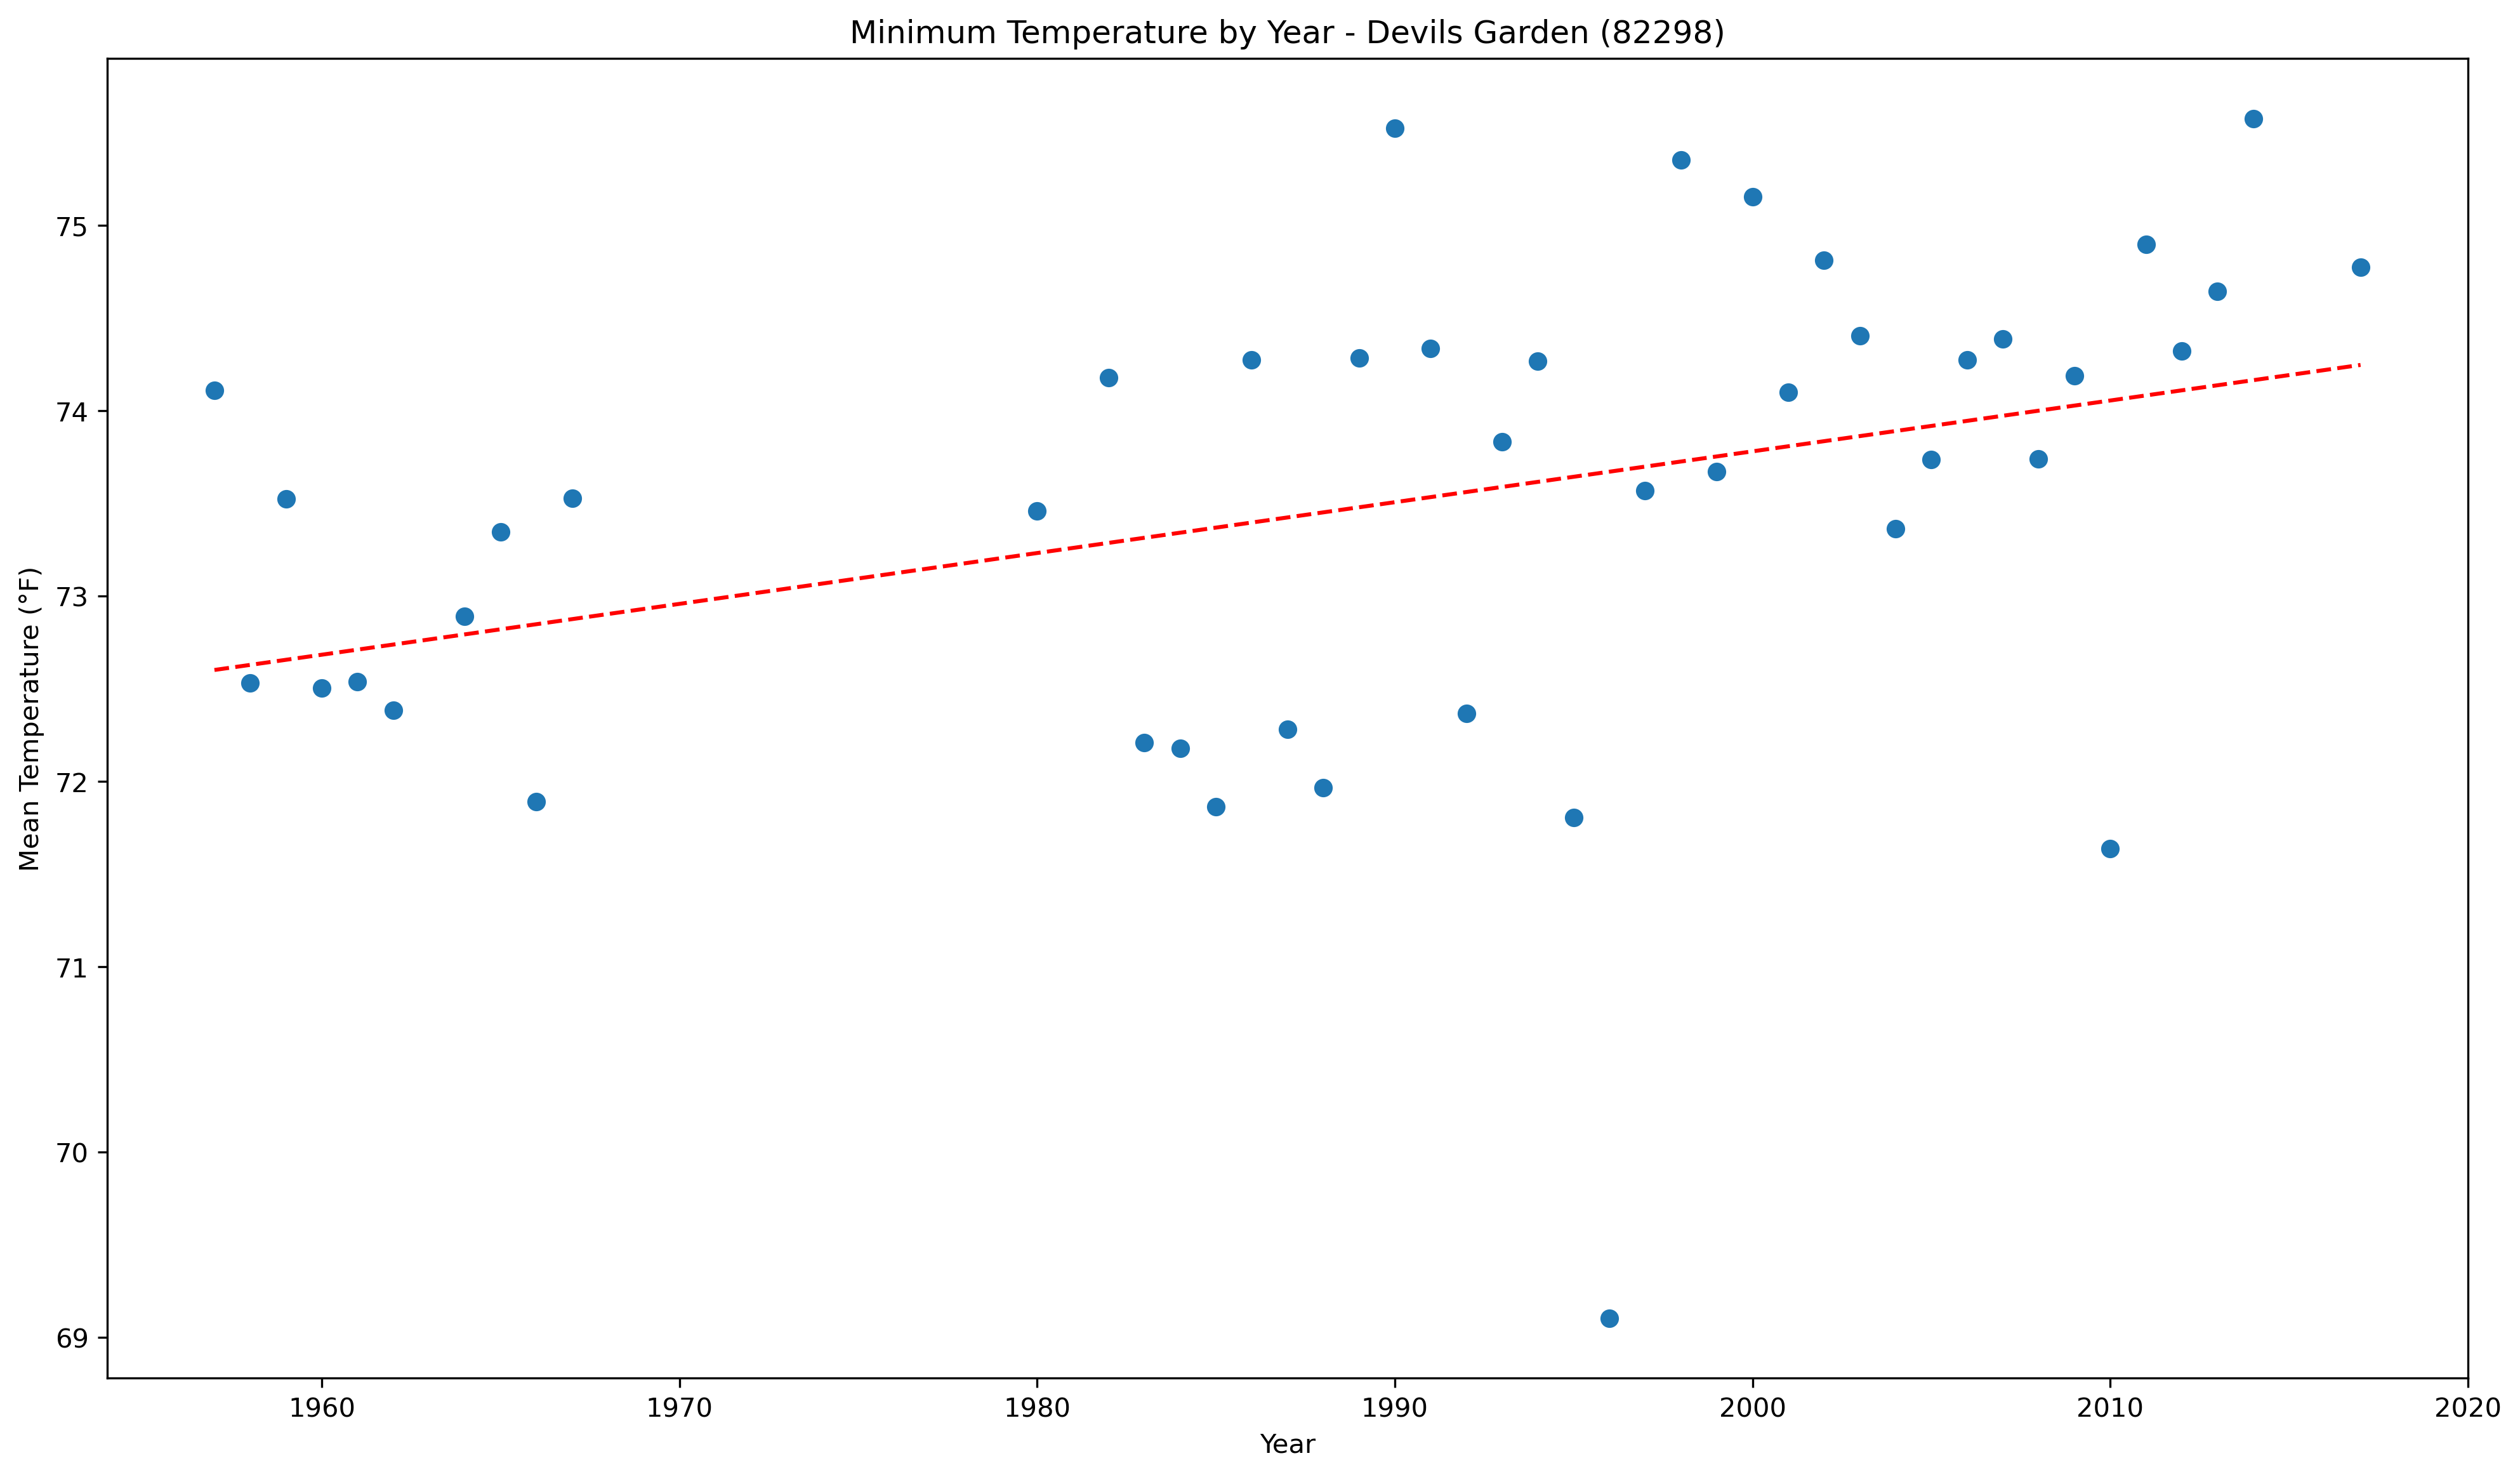 Minimum Temperature by Year - Devils Garden (82298)
Mean Temperature (°F)
75
74
73
72
71
70
69
1960 1970 1980 1990 2000 2010 2020
Year